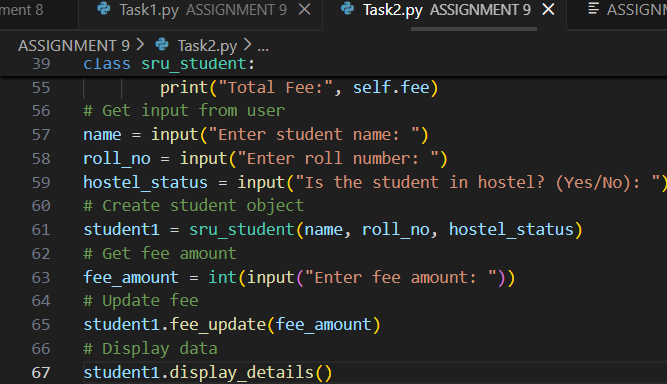 ment 8 Task1.py ASSIGNMENT 9 Task2.py ASSIGNMENT 9 ASSIGNM
ASSIGNMENT 9 > Task2.py > ...
39 class sru_student:
55 print("Total Fee:", self.fee)
56 # Get input from user
57 name = input("Enter student name: ")
58 roll_no = input("Enter roll number: ")
59 hostel_status = input("Is the student in hostel? (Yes/No): ")
60 # Create student object
61 student1 = sru_student(name, roll_no, hostel_status)
62 # Get fee amount
63 fee_amount = int(input("Enter fee amount: "))
64 # Update fee
65 student1.fee_update(fee_amount)
66 # Display data
67 student1.display_details()